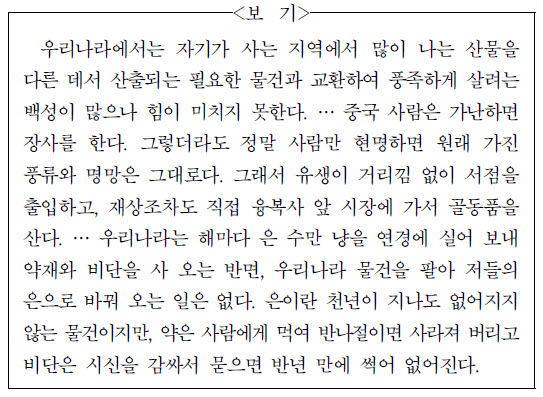 <보 기>
우리나라에서는 자기가 사는 지역에서 많이 나는 산물을
다른 데서 산출되는 필요한 물건과 교환하여 풍족하게 살려는
백성이 많으나 힘이 미치지 못한다. … 중국 사람은 가난하면
장사를 한다. 그렇더라도 정말 사람만 현명하면 원래 가진
풍류와 명망은 그대로다. 그래서 유생이 거리낌 없이 서점을
출입하고, 재상조차도 직접 융복사 앞 시장에 가서 골동품을
산다. … 우리나라는 해마다 은 수만 냥을 연경에 실어 보내
약재와 비단을 사 오는 반면, 우리나라 물건을 팔아 저들의
은으로 바꿔 오는 일은 없다. 은이란 천년이 지나도 없어지지
않는 물건이지만, 약은 사람에게 먹여 반나절이면 사라져 버리고
비단은 시신을 감싸서 묻으면 반년 만에 썩어 없어진다.